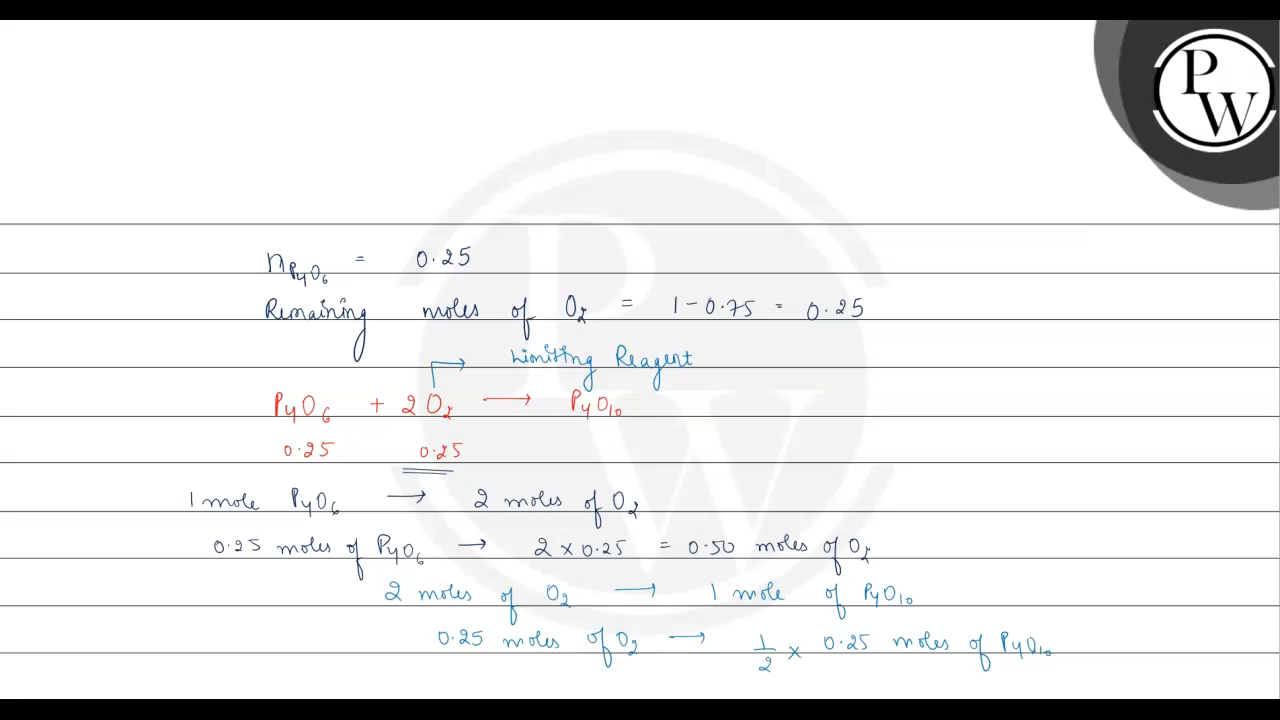 P
W
n P4O6 = 0.25
Remaining moles of O2 = 1 - 0.75 = 0.25
Limiting Reagent
P4O6 + 2O2 → P4O10
0.25 0.25
1 mole P4O6 → 2 moles of O2
0.25 moles of P4O6 → 2 × 0.25 = 0.50 moles of O2
2 moles of O2 → 1 mole of P4O10
0.25 moles of O2 → 1/2 × 0.25 moles of P4O10